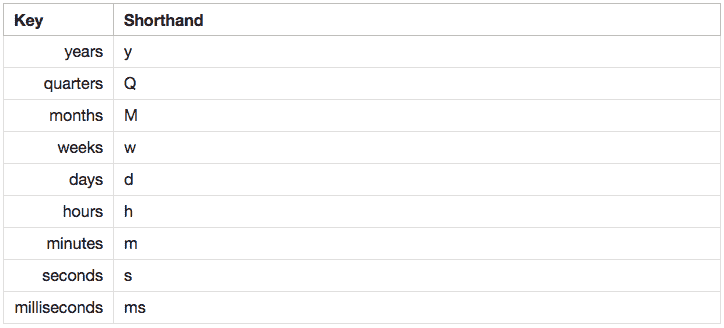 Key Shorthand
years y
quarters Q
months M
weeks w
days d
hours h
minutes m
seconds s
milliseconds ms